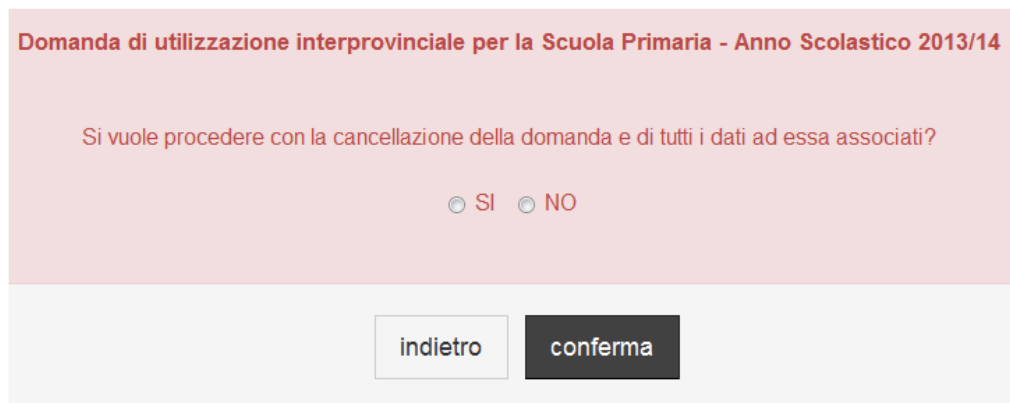 Domanda di utilizzazione interprovinciale per la Scuola Primaria - Anno Scolastico 2013/14
Si vuole procedere con la cancellazione della domanda e di tutti i dati ad essa associati?
SI NO
indietro conferma